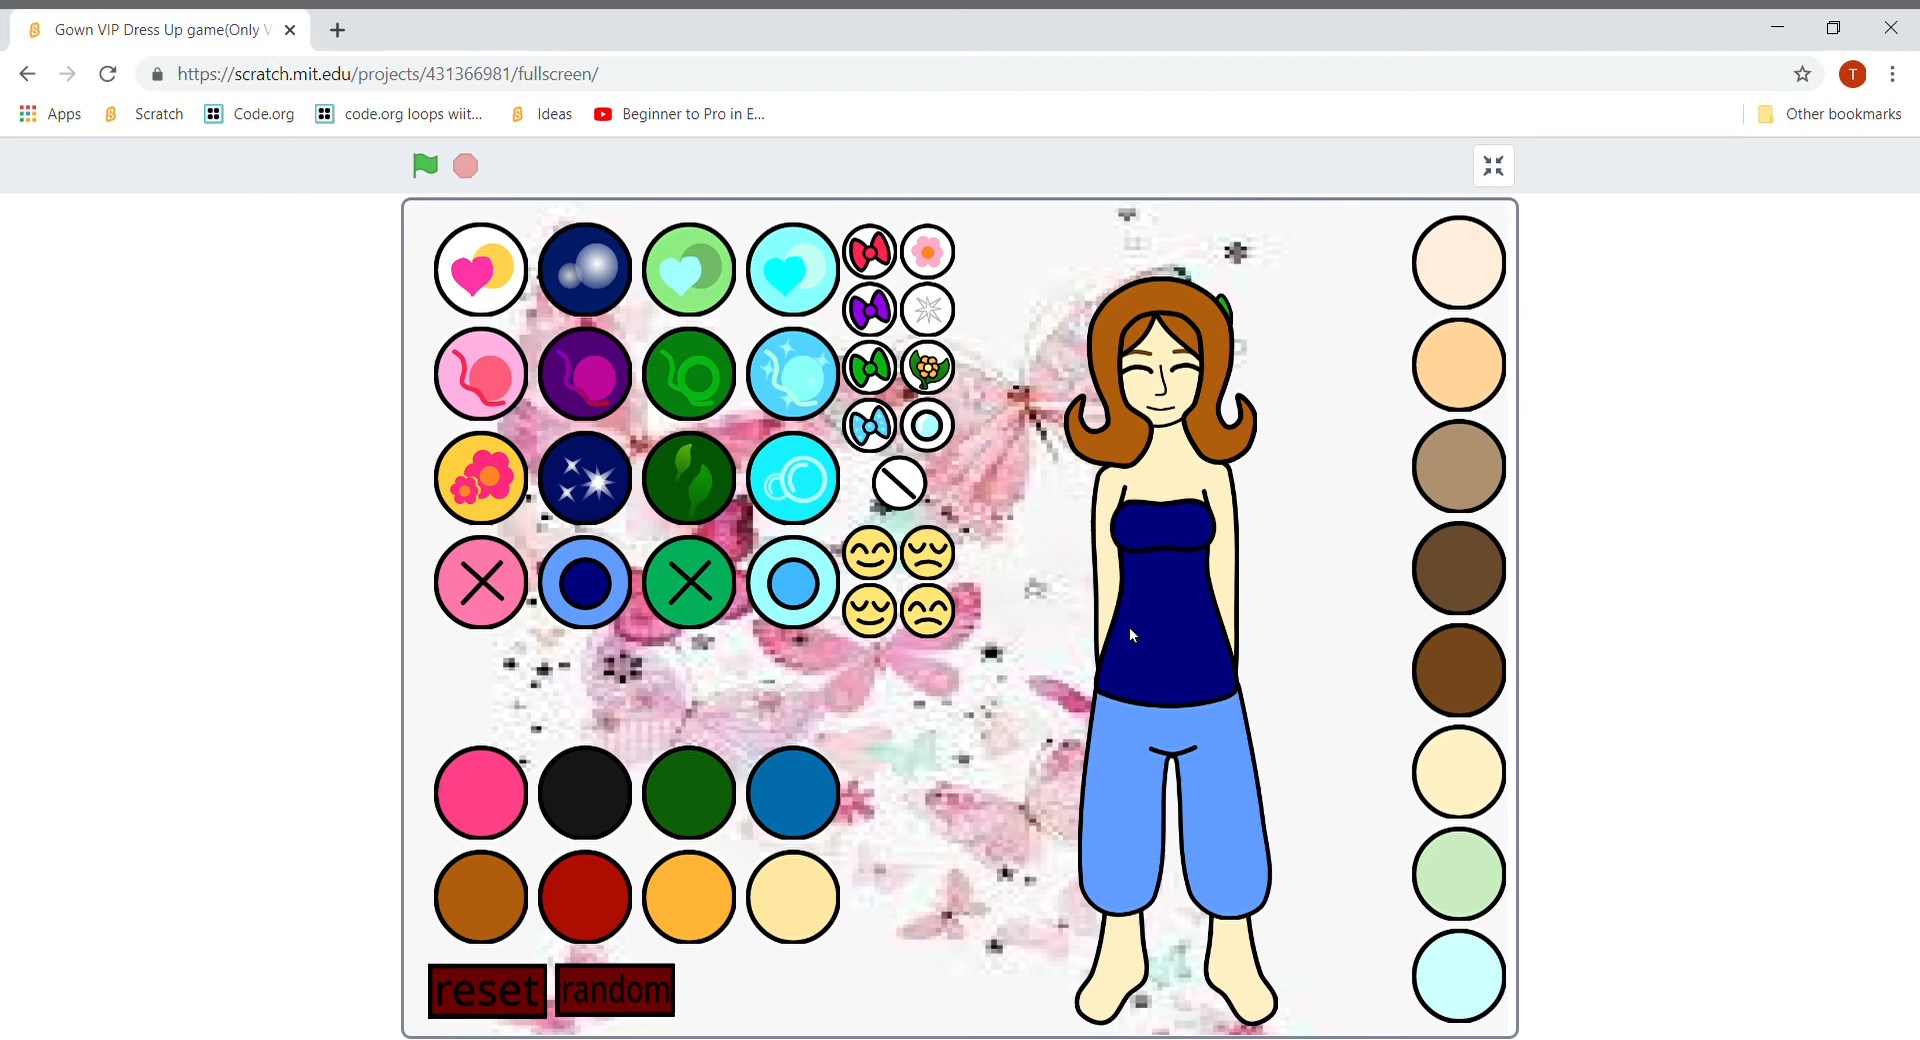 Gown VIP Dress Up game(Only V
https://scratch.mit.edu/projects/431366981/fullscreen/
T
Apps
Scratch
Code.org
code.org loops wiit...
Ideas
Beginner to Pro in E...
Other bookmarks
reset
random